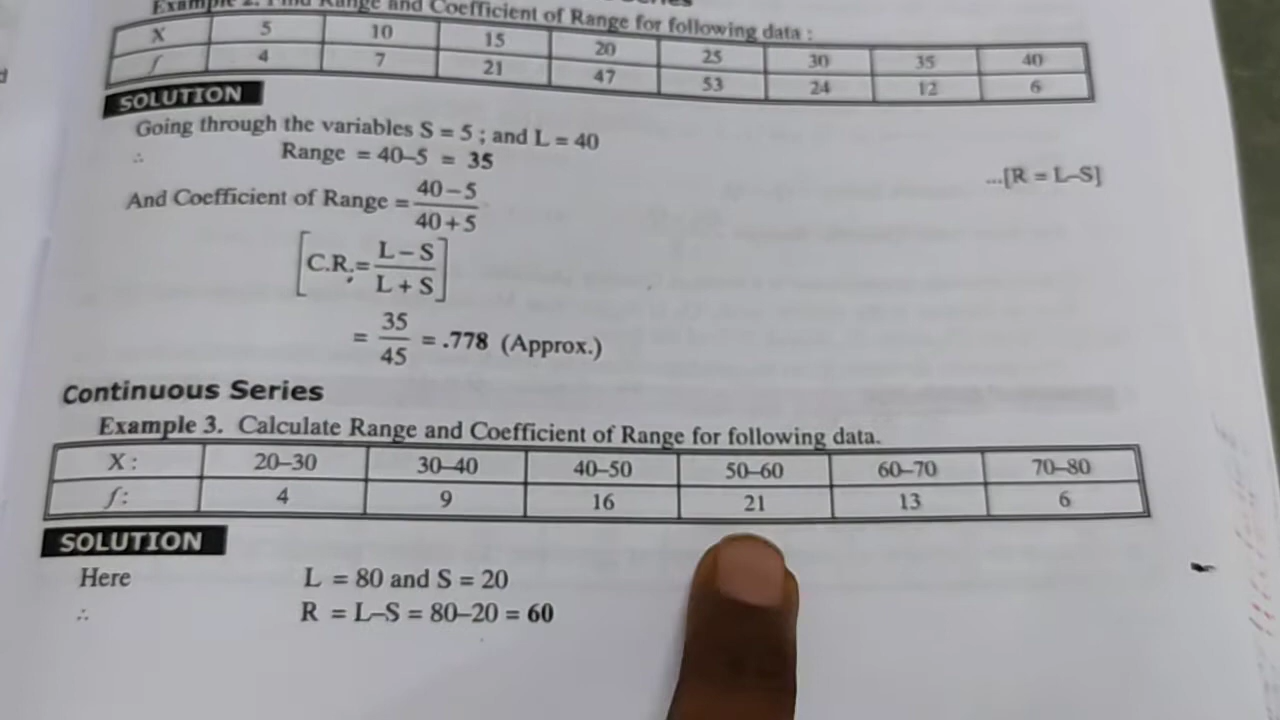 Example 2. Find Range and Coefficient of Range for following data :
X 5 10 15 20 25 30 35 40
f 4 7 21 47 53 24 12 6
SOLUTION
Going through the variables S = 5 ; and L = 40
∴ Range = 40–5 = 35 ...[R = L–S]
And Coefficient of Range = 40 – 5 / 40 + 5
[C.R. = L – S / L + S]
= 35 / 45 = .778 (Approx.)
Continuous Series
Example 3. Calculate Range and Coefficient of Range for following data.
X : 20–30 30–40 40–50 50–60 60–70 70–80
f : 4 9 16 21 13 6
SOLUTION
Here L = 80 and S = 20
∴ R = L–S = 80–20 = 60